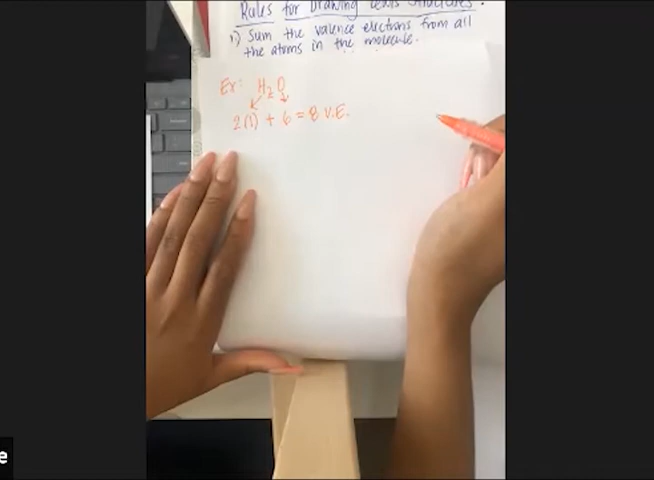 Rules for Drawing Lewis Structures:
1.) Sum the valence electrons from all
the atoms in the molecule.
Ex: H₂O
2(1) + 6 = 8 V.E.
e